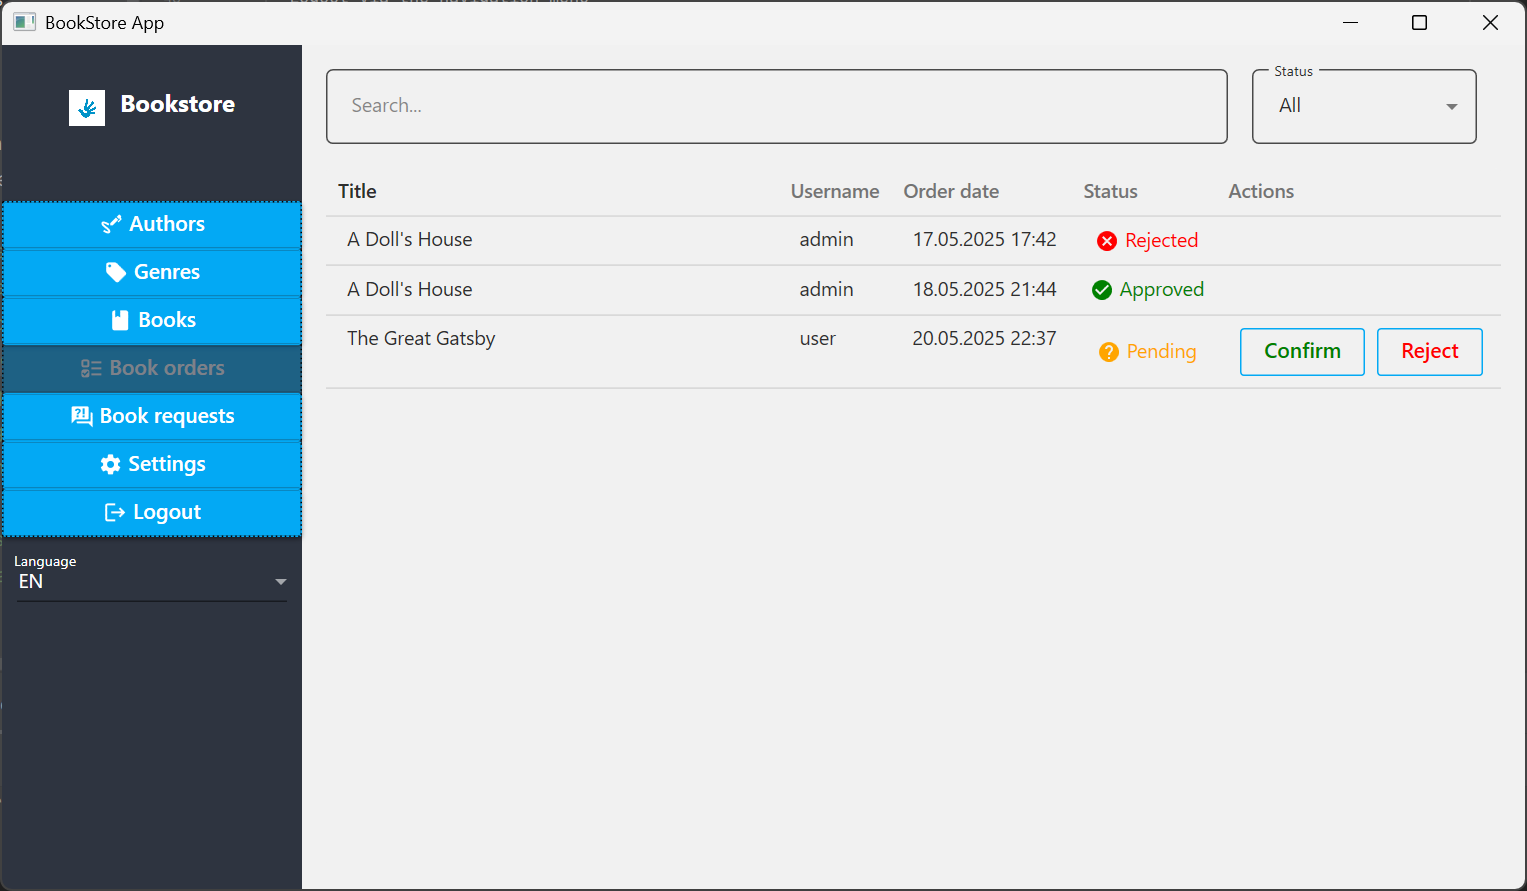 BookStore App
Bookstore
Authors
Genres
Books
Book orders
Book requests
Settings
Logout
Language
EN
Search...
Status
All
Title Username Order date Status Actions
A Doll's House admin 17.05.2025 17:42 Rejected
A Doll's House admin 18.05.2025 21:44 Approved
The Great Gatsby user 20.05.2025 22:37 Pending Confirm Reject